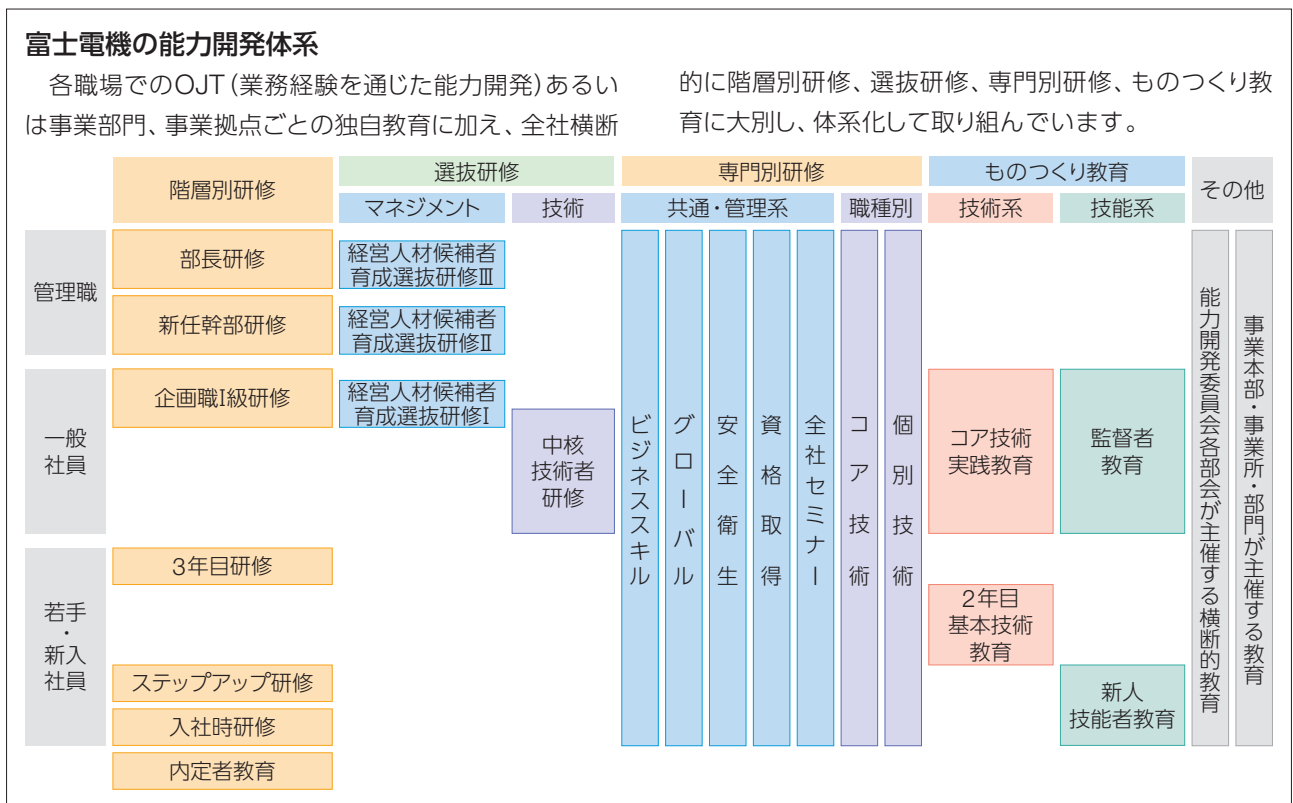 富士電機の能力開発体系
各職場でのOJT(業務経験を通じた能力開発)あるい
は事業部門、事業拠点ごとの独自教育に加え、全社横断
的に階層別研修、選抜研修、専門別研修、ものつくり教
育に大別し、体系化して取り組んでいます。
階層別研修
選抜研修
専門別研修
ものつくり教育
その他
マネジメント
技術
共通・管理系
職種別
技術系
技能系
管理職
部長研修
経営人材候補者
育成選抜研修Ⅲ
新任幹部研修
経営人材候補者
育成選抜研修Ⅱ
一般
社員
企画職Ⅰ級研修
経営人材候補者
育成選抜研修Ⅰ
中核
技術者
研修
ビジネススキル
グローバル
安全衛生
資格取得
全社セミナー
コア技術
個別技術
コア技術
実践教育
監督者
教育
能力開発委員会各部会が主催する横断的教育
事業本部・事業所・部門が主催する教育
若手
・
新入
社員
3年目研修
2年目
基本技術
教育
ステップアップ研修
新人
技能者教育
入社時研修
内定者教育